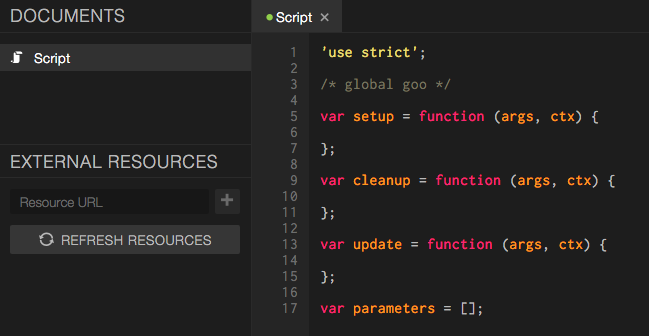 DOCUMENTS
Script
EXTERNAL RESOURCES
Resource URL
REFRESH RESOURCES
Script
1 'use strict';
2
3 /* global goo */
4
5 var setup = function (args, ctx) {
6
7 };
8
9 var cleanup = function (args, ctx) {
10
11 };
12
13 var update = function (args, ctx) {
14
15 };
16
17 var parameters = [];